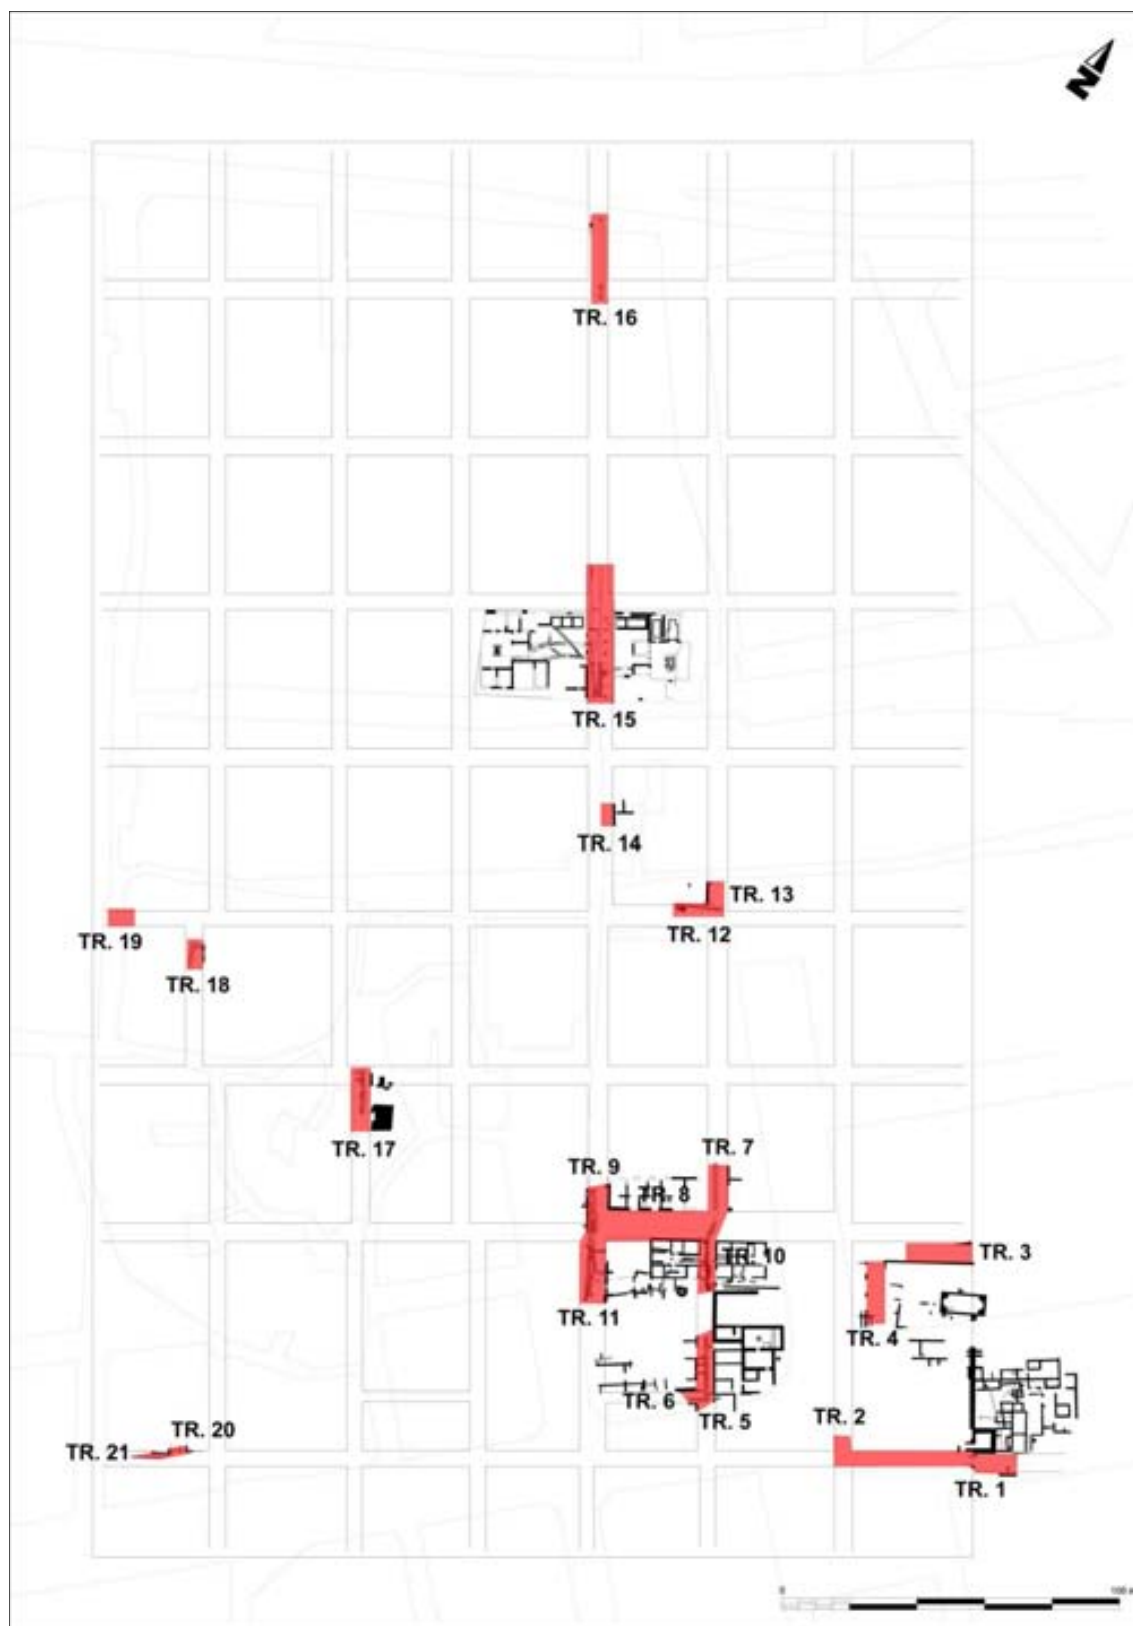 N
TR. 16
TR. 15
TR. 14
TR. 13
TR. 12
TR. 19
TR. 18
TR. 17
TR. 7
TR. 9
TR. 8
TR. 10
TR. 3
TR. 11
TR. 4
TR. 6
TR. 5
TR. 2
TR. 20
TR. 21
TR. 1
0
100